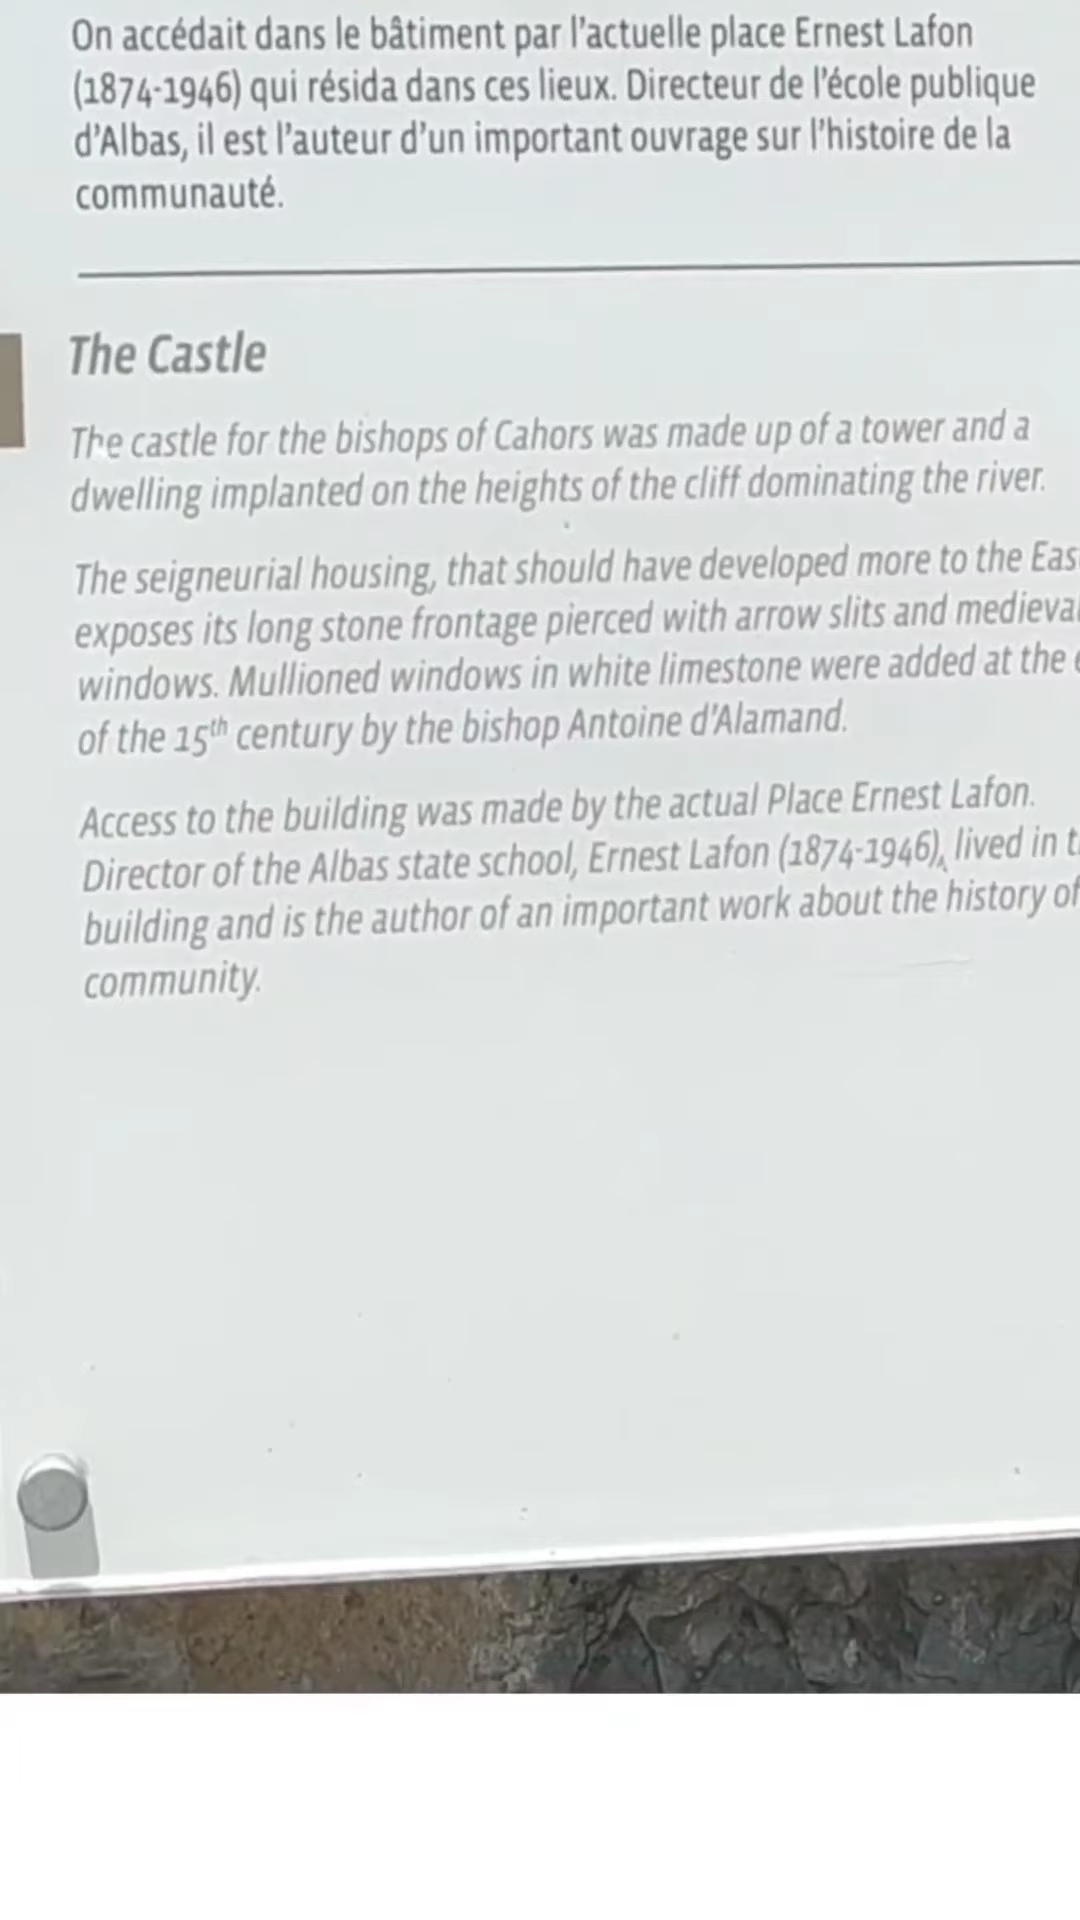 On accédait dans le bâtiment par l'actuelle place Ernest Lafon
(1874-1946) qui résida dans ces lieux. Directeur de l'école publique
d'Albas, il est l'auteur d'un important ouvrage sur l'histoire de la
communauté.
The Castle
The castle for the bishops of Cahors was made up of a tower and a
dwelling implanted on the heights of the cliff dominating the river.
The seigneurial housing, that should have developed more to the
exposes its long stone frontage pierced with arrow slits and medieval
windows. Mullioned windows in white limestone were added at the
of the 15th century by the bishop Antoine d'Alamand.
Access to the building was made by the actual Place Ernest Lafon.
Director of the Albas state school, Ernest Lafon (1874-1946), lived in
building and is the author of an important work about the history of
community.